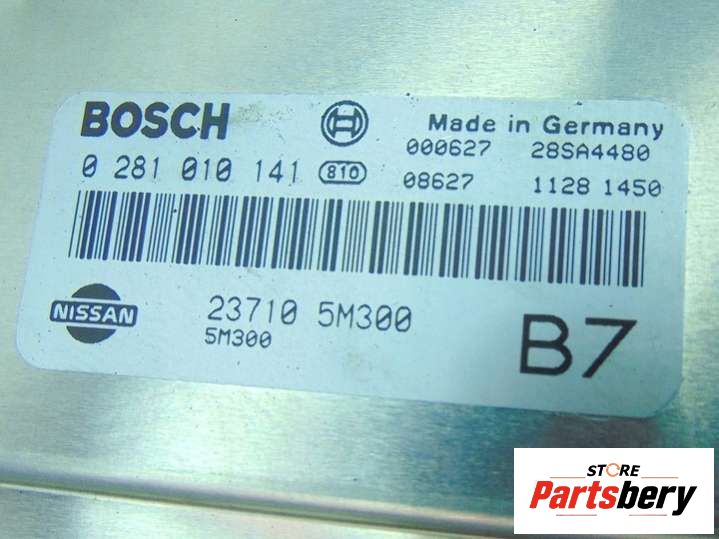 BOSCH
Made in Germany
000627 28SA4480
0 281 010 141 810
08627 1128 1450
NISSAN
23710 5M300
5M300
B7
STORE
Partsbery